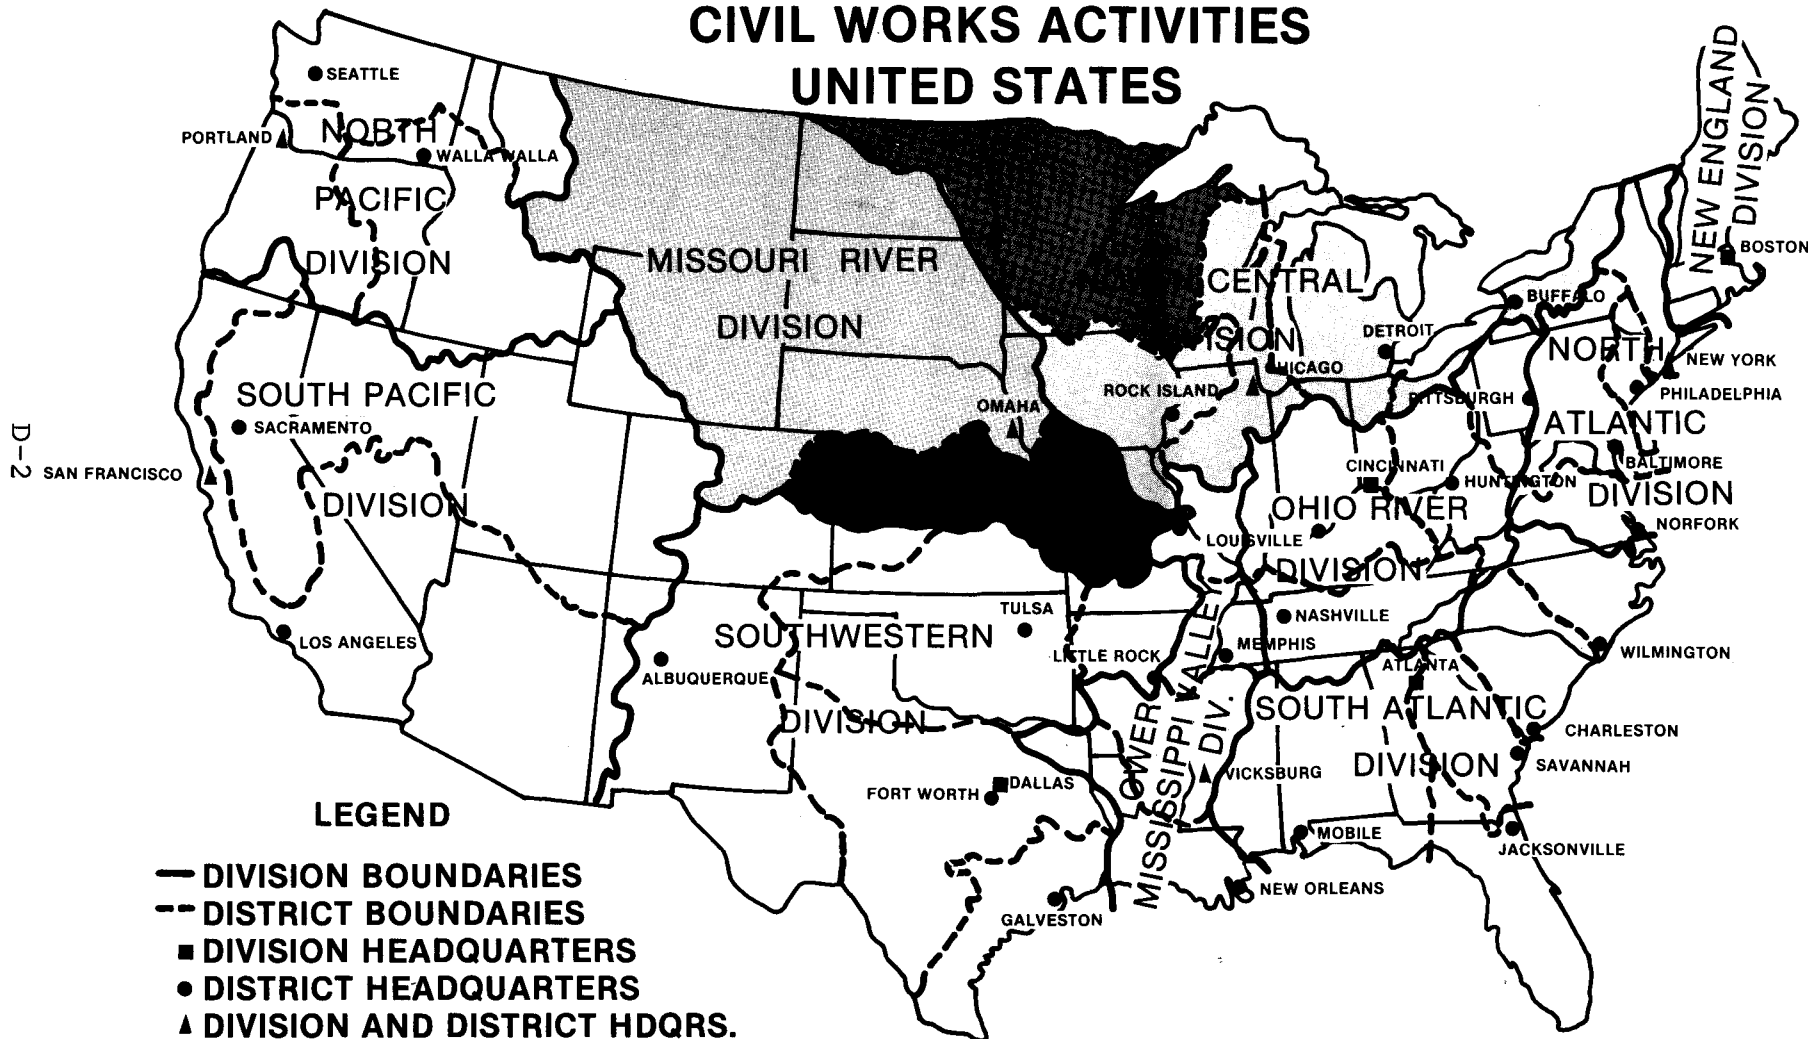 CIVIL WORKS ACTIVITIES
UNITED STATES
SEATTLE
PORTLAND
NORTH
WALLA WALLA
PACIFIC
DIVISION
MISSOURI RIVER
DIVISION
CENTRAL
VISION
DETROIT
CHICAGO
ROCK ISLAND
OMAHA
NEW ENGLAND
DIVISION
BOSTON
BUFFALO
NORTH
NEW YORK
PHILADELPHIA
PITTSBURGH
ATLANTIC
BALTIMORE
DIVISION
NORFORK
SOUTH PACIFIC
SACRAMENTO
SAN FRANCISCO
DIVISION
LOS ANGELES
CINCINNATI
HUNTINGTON
OHIO RIVER
LOUISVILLE
DIVISION
NASHVILLE
MEMPHIS
TULSA
SOUTHWESTERN
LITTLE ROCK
ALBUQUERQUE
DIVISION
FORT WORTH
DALLAS
GALVESTON
LOWER
MISSISSIPPI VALLEY
DIV.
VICKSBURG
NEW ORLEANS
ATLANTA
SOUTH ATLANTIC
DIVISION
WILMINGTON
CHARLESTON
SAVANNAH
MOBILE
JACKSONVILLE
D-2
LEGEND
DIVISION BOUNDARIES
DISTRICT BOUNDARIES
DIVISION HEADQUARTERS
DISTRICT HEADQUARTERS
DIVISION AND DISTRICT HDQRS.